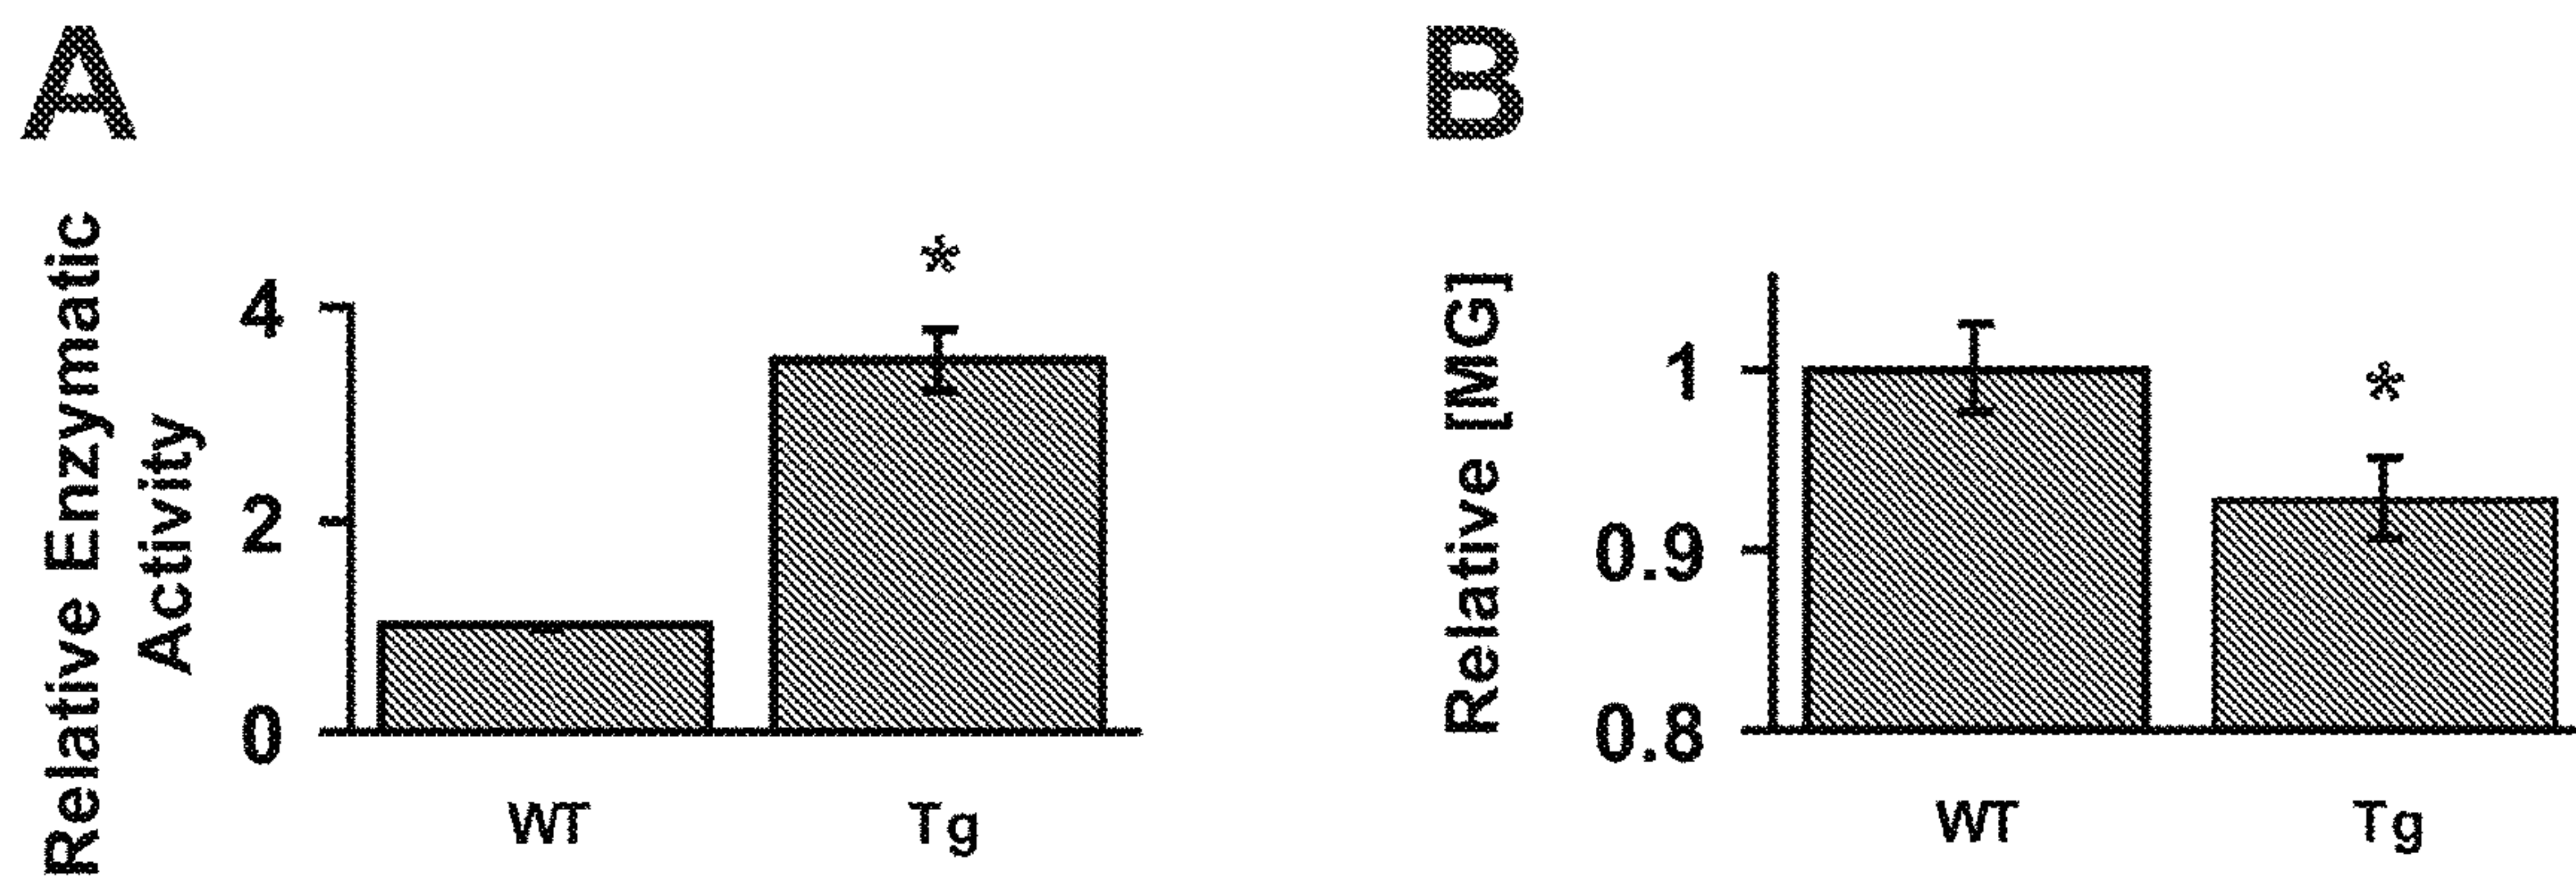 A
Relative Enzymatic
Activity
4
2
0
*
WT
Tg
B
Relative [MG]
1
0.9
0.8
*
WT
Tg